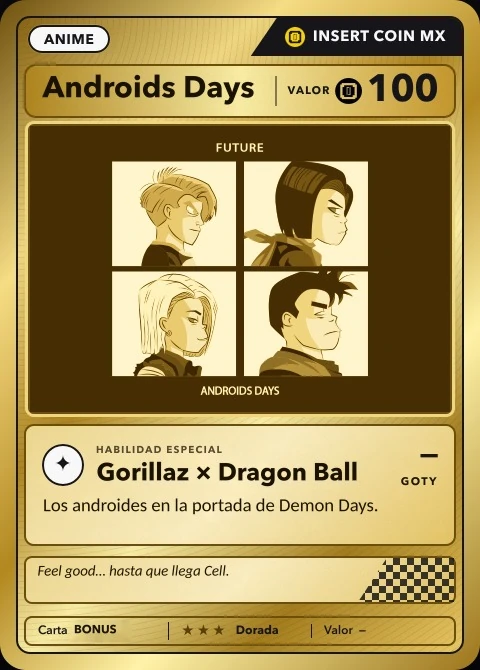 ANIME
INSERT COIN MX
Androids Days
VALOR 100
FUTURE
ANDROIDS DAYS
HABILIDAD ESPECIAL
Gorillaz × Dragon Ball
–
GOTY
Los androides en la portada de Demon Days.
Feel good... hasta que llega Cell.
Carta BONUS ★ ★ ★ Dorada Valor –